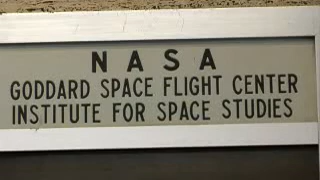 NASA
GODDARD SPACE FLIGHT CENTER
INSTITUTE FOR SPACE STUDIES